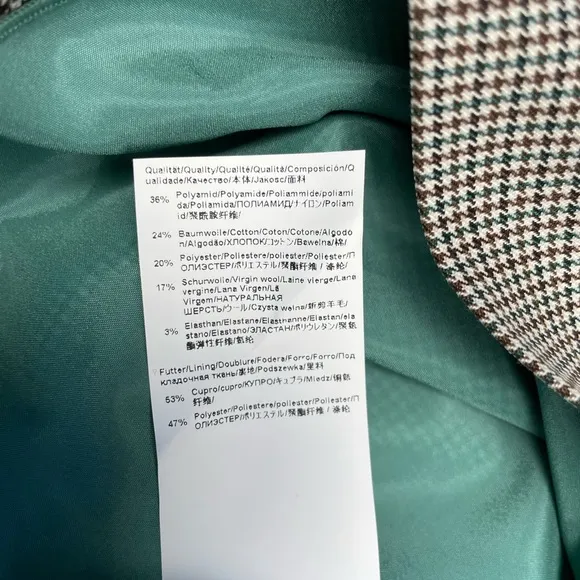 Qualität/Quality/Qualité/Qualità/Composición/Q
ualidade/Качество/本体/Jakosc/面料
36% Polyamid/Polyamide/Poliammide/poliami
da/Poliamida/ПОЛИАМИД/ナイロン/Poliam
id/聚酰胺纤维/
24% Baumwolle/Cotton/Coton/Cotone/Algodo
n/Algodão/ХЛОПОК/コットン/Bawelna/棉/
20% Polyester/Poliestere/poliester/Poliéster/П
ОЛИЭСТЕР/ポリエステル/聚酯纤维 / 涤纶/
17% Schurwolle/Virgin wool/Laine vierge/Lana
vergine/Lana Virgen/Lã
Virgem/НАТУРАЛЬНАЯ
ШЕРСТЬ/ウール/Czysta welna/新剪羊毛/
3% Elasthan/Elastane/Elasthanne/Elastan/ela
stano/Elastano/ЭЛАСТАН/ポリウレタン/聚氨
酯弹性纤维/氨纶
Futter/Lining/Doublure/Fodera/Forro/Forro/Под
кладочная ткань/裏地/Podszewka/里料
53% Cupro/cupro/КУПРО/キュプラ/Miedz/铜氨
纤维/
47% Polyester/Poliestere/poliester/Poliéster/П
ОЛИЭСТЕР/ポリエステル/聚酯纤维 / 涤纶